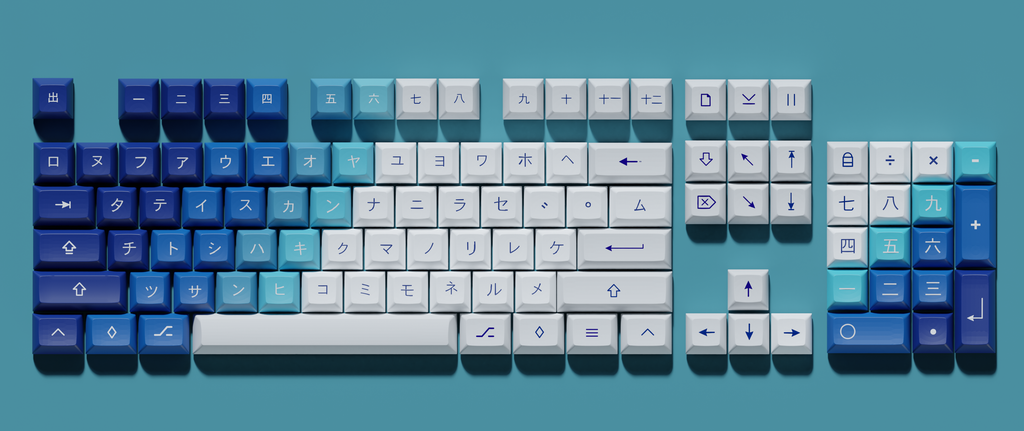 出 一 二 三 四 五 六 七 八 九 十 十一 十二
ロ ヌ フ ア ウ エ オ ヤ ユ ヨ ワ ホ ヘ ← ÷ × -
⇥ タ テ イ ス カ ン ナ ニ ラ セ ゛ ゜ ム 七 八 九 +
チ ト シ ハ キ ク マ ノ リ レ ケ 四 五 六
ツ サ ソ ヒ コ ミ モ ネ ル メ ↑ 一 二 三
← ↓ → 〇 •